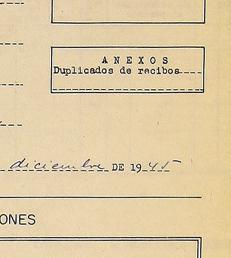 ANEXOS
Duplicados de recibos
diciembre DE 1945
ONES